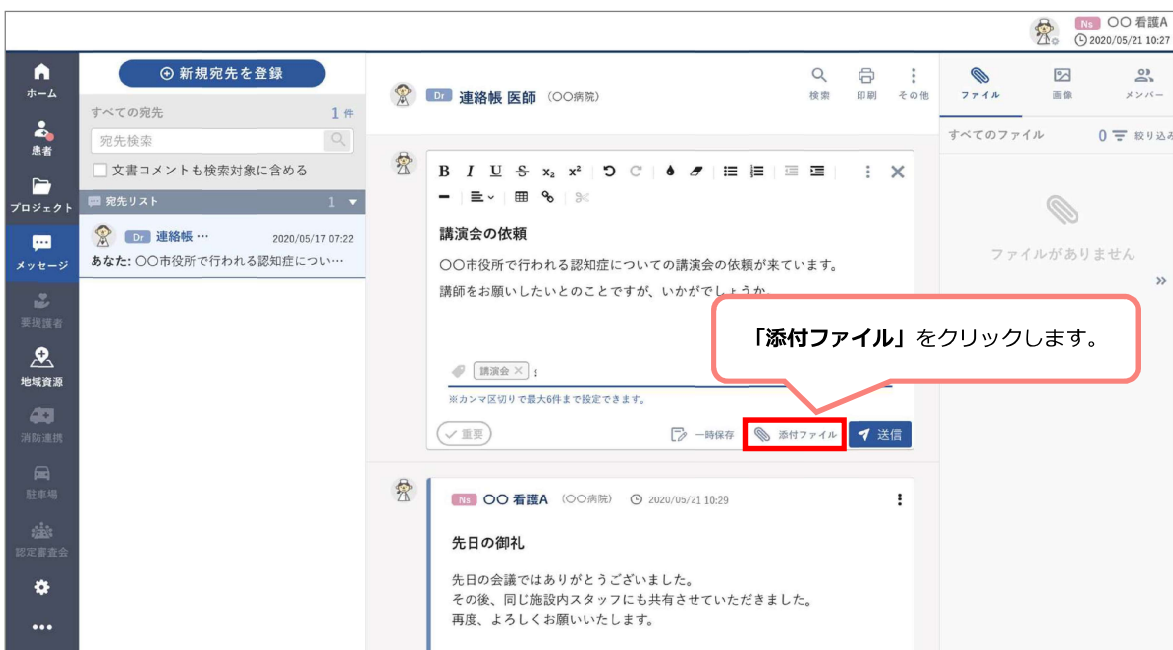 Ns 〇〇 看護A
2020/05/21 10:27
ホーム
患者
プロジェクト
メッセージ
要援護者
地域資源
消防連携
駐車場
認定審査会
新規宛先を登録
すべての宛先 1 件
宛先検索
文書コメントも検索対象に含める
宛先リスト 1
Dr 連絡帳 … 2020/05/17 07:22
あなた: 〇〇市役所で行われる認知症につい…
Dr 連絡帳 医師 (〇〇病院)
検索 印刷 その他
B I U S x₂ x²
講演会の依頼
〇〇市役所で行われる認知症についての講演会の依頼が来ています。
講師をお願いしたいとのことですが、いかがでしょうか。
「添付ファイル」をクリックします。
講演会 ×
※カンマ区切りで最大6件まで設定できます。
重要 一時保存 添付ファイル 送信
Ns 〇〇 看護A (〇〇病院) 2020/05/21 10:29
先日の御礼
先日の会議ではありがとうございました。
その後、同じ施設内スタッフにも共有させていただきました。
再度、よろしくお願いいたします。
ファイル 画像 メンバー
すべてのファイル 0 絞り込み
ファイルがありません